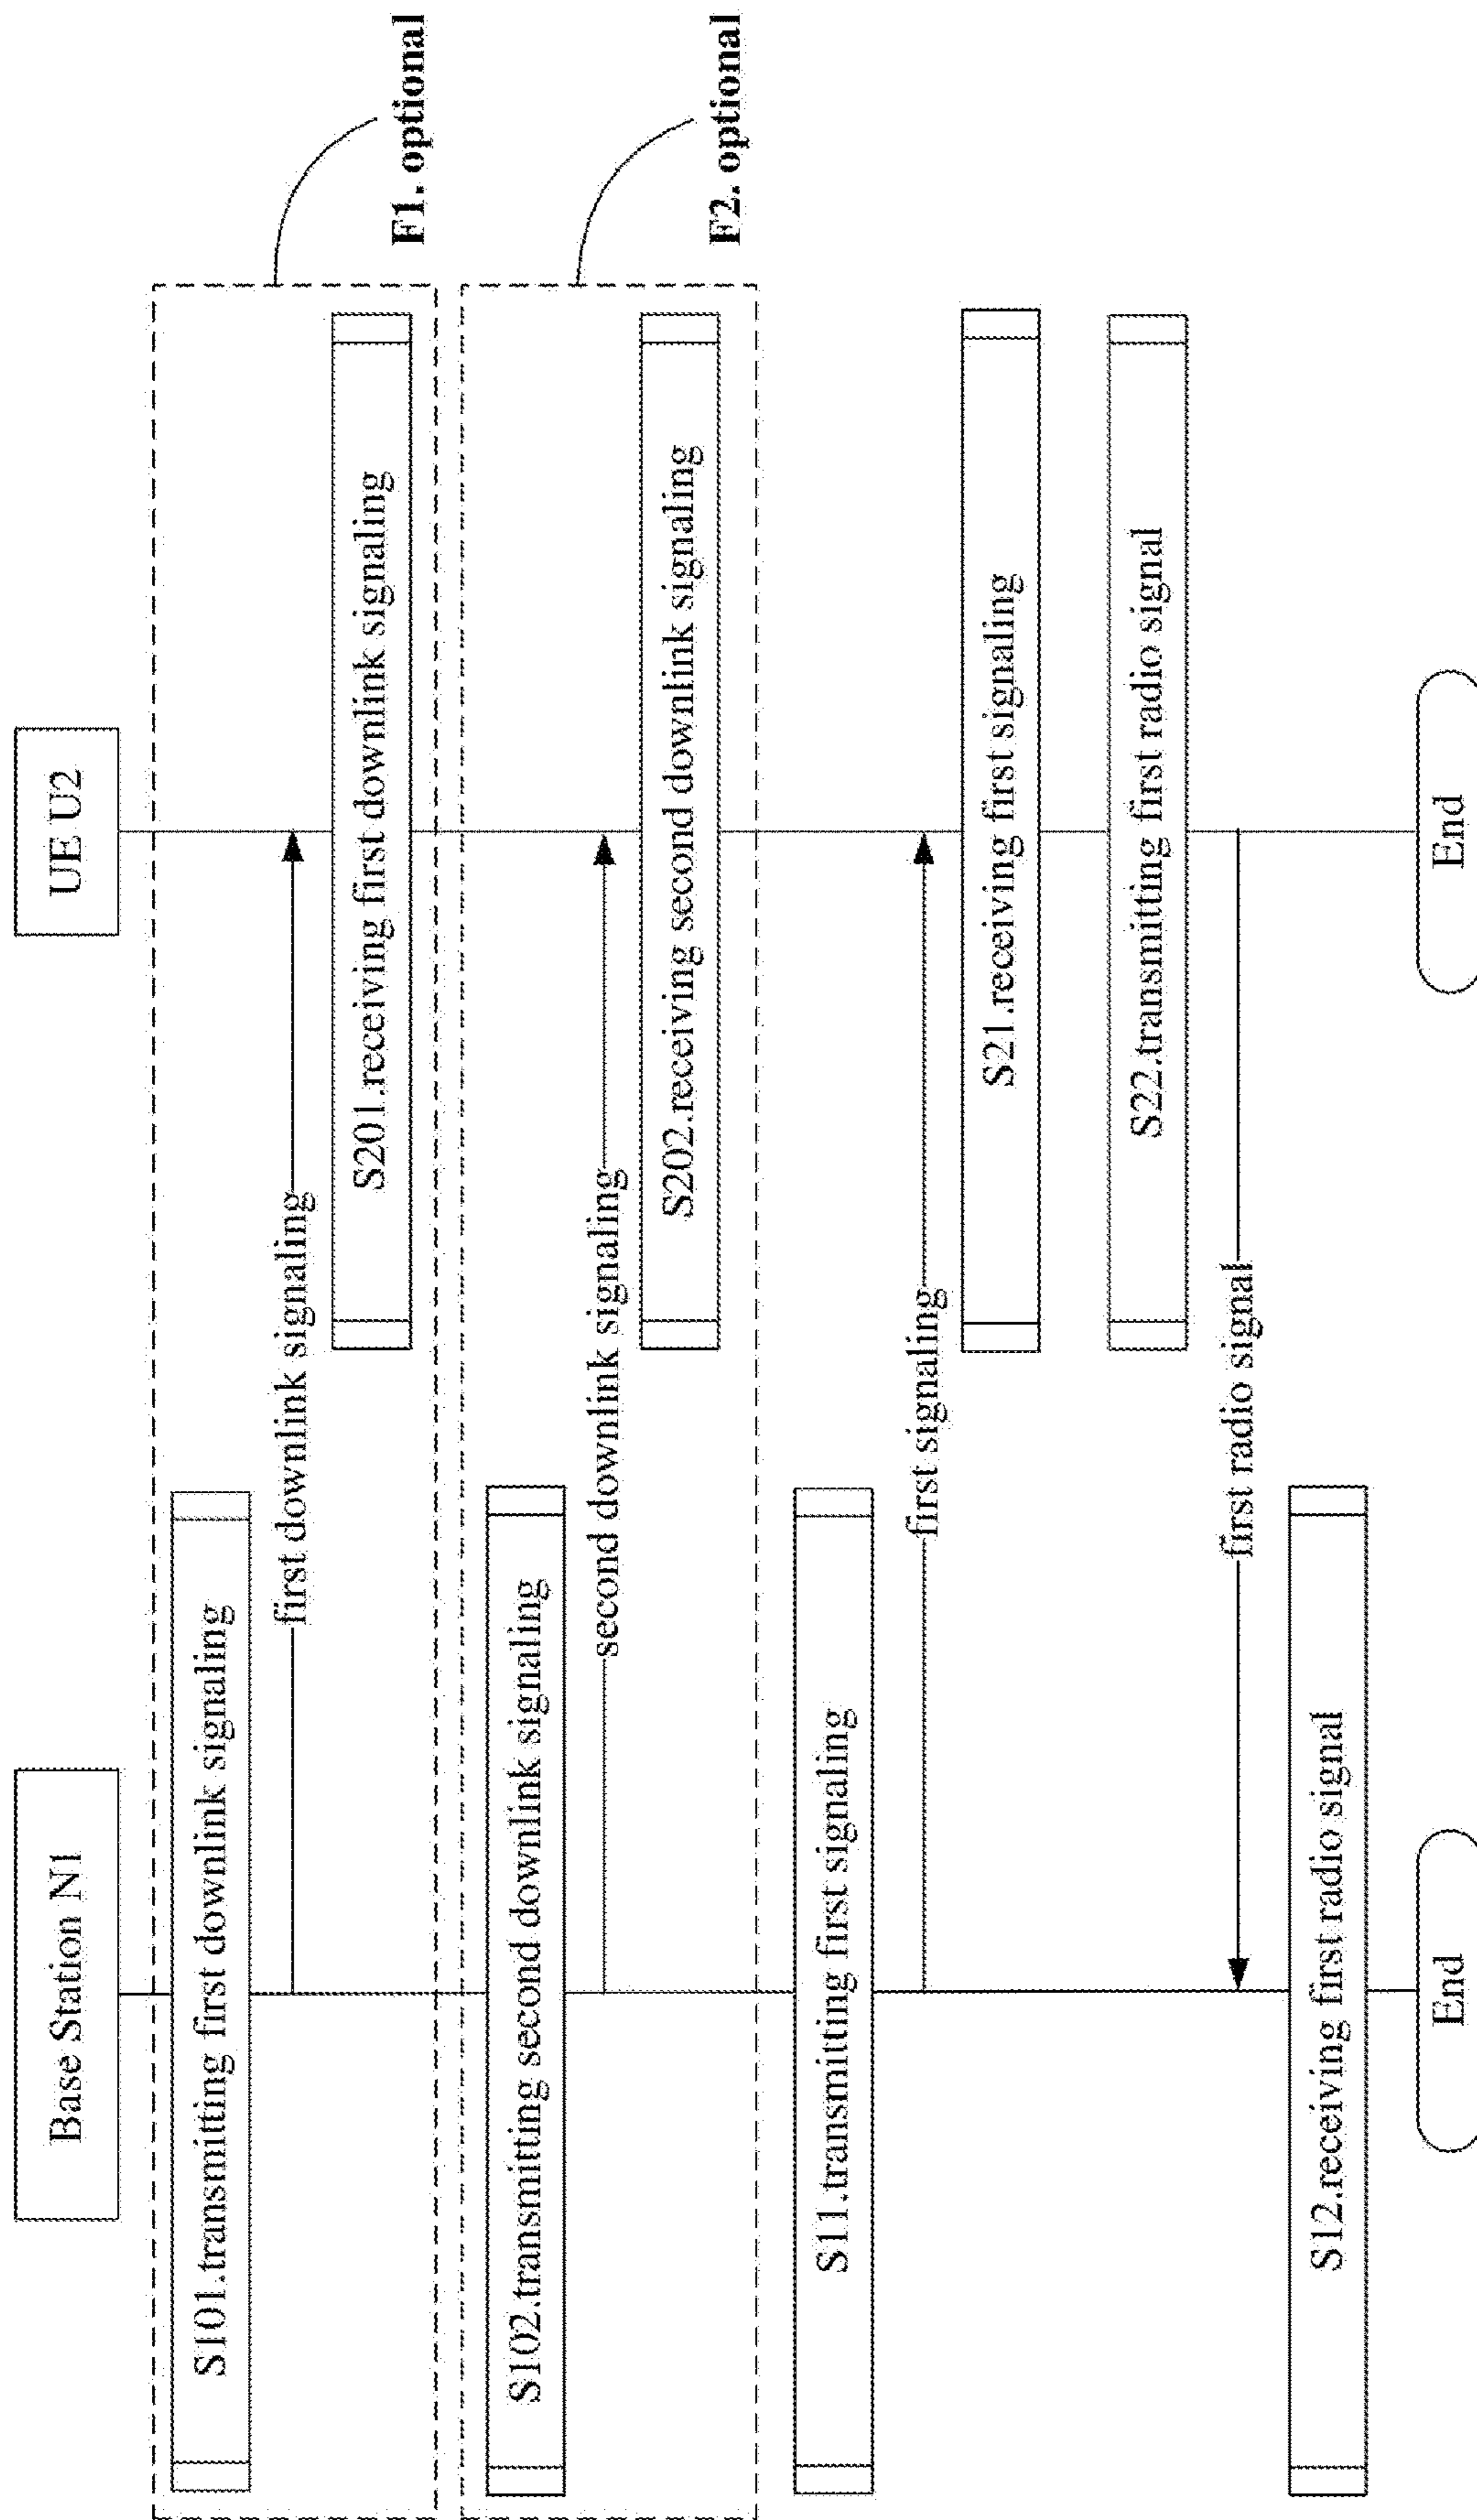 Base Station N1
UE U2
S101.transmitting first downlink signaling
first downlink signaling
S201.receiving first downlink signaling
F1. optional
S102.transmitting second downlink signaling
second downlink signaling
S202.receiving second downlink signaling
F2. optional
S11.transmitting first signaling
first signaling
S21.receiving first signaling
S22.transmitting first radio signal
first radio signal
S12.receiving first radio signal
End
End